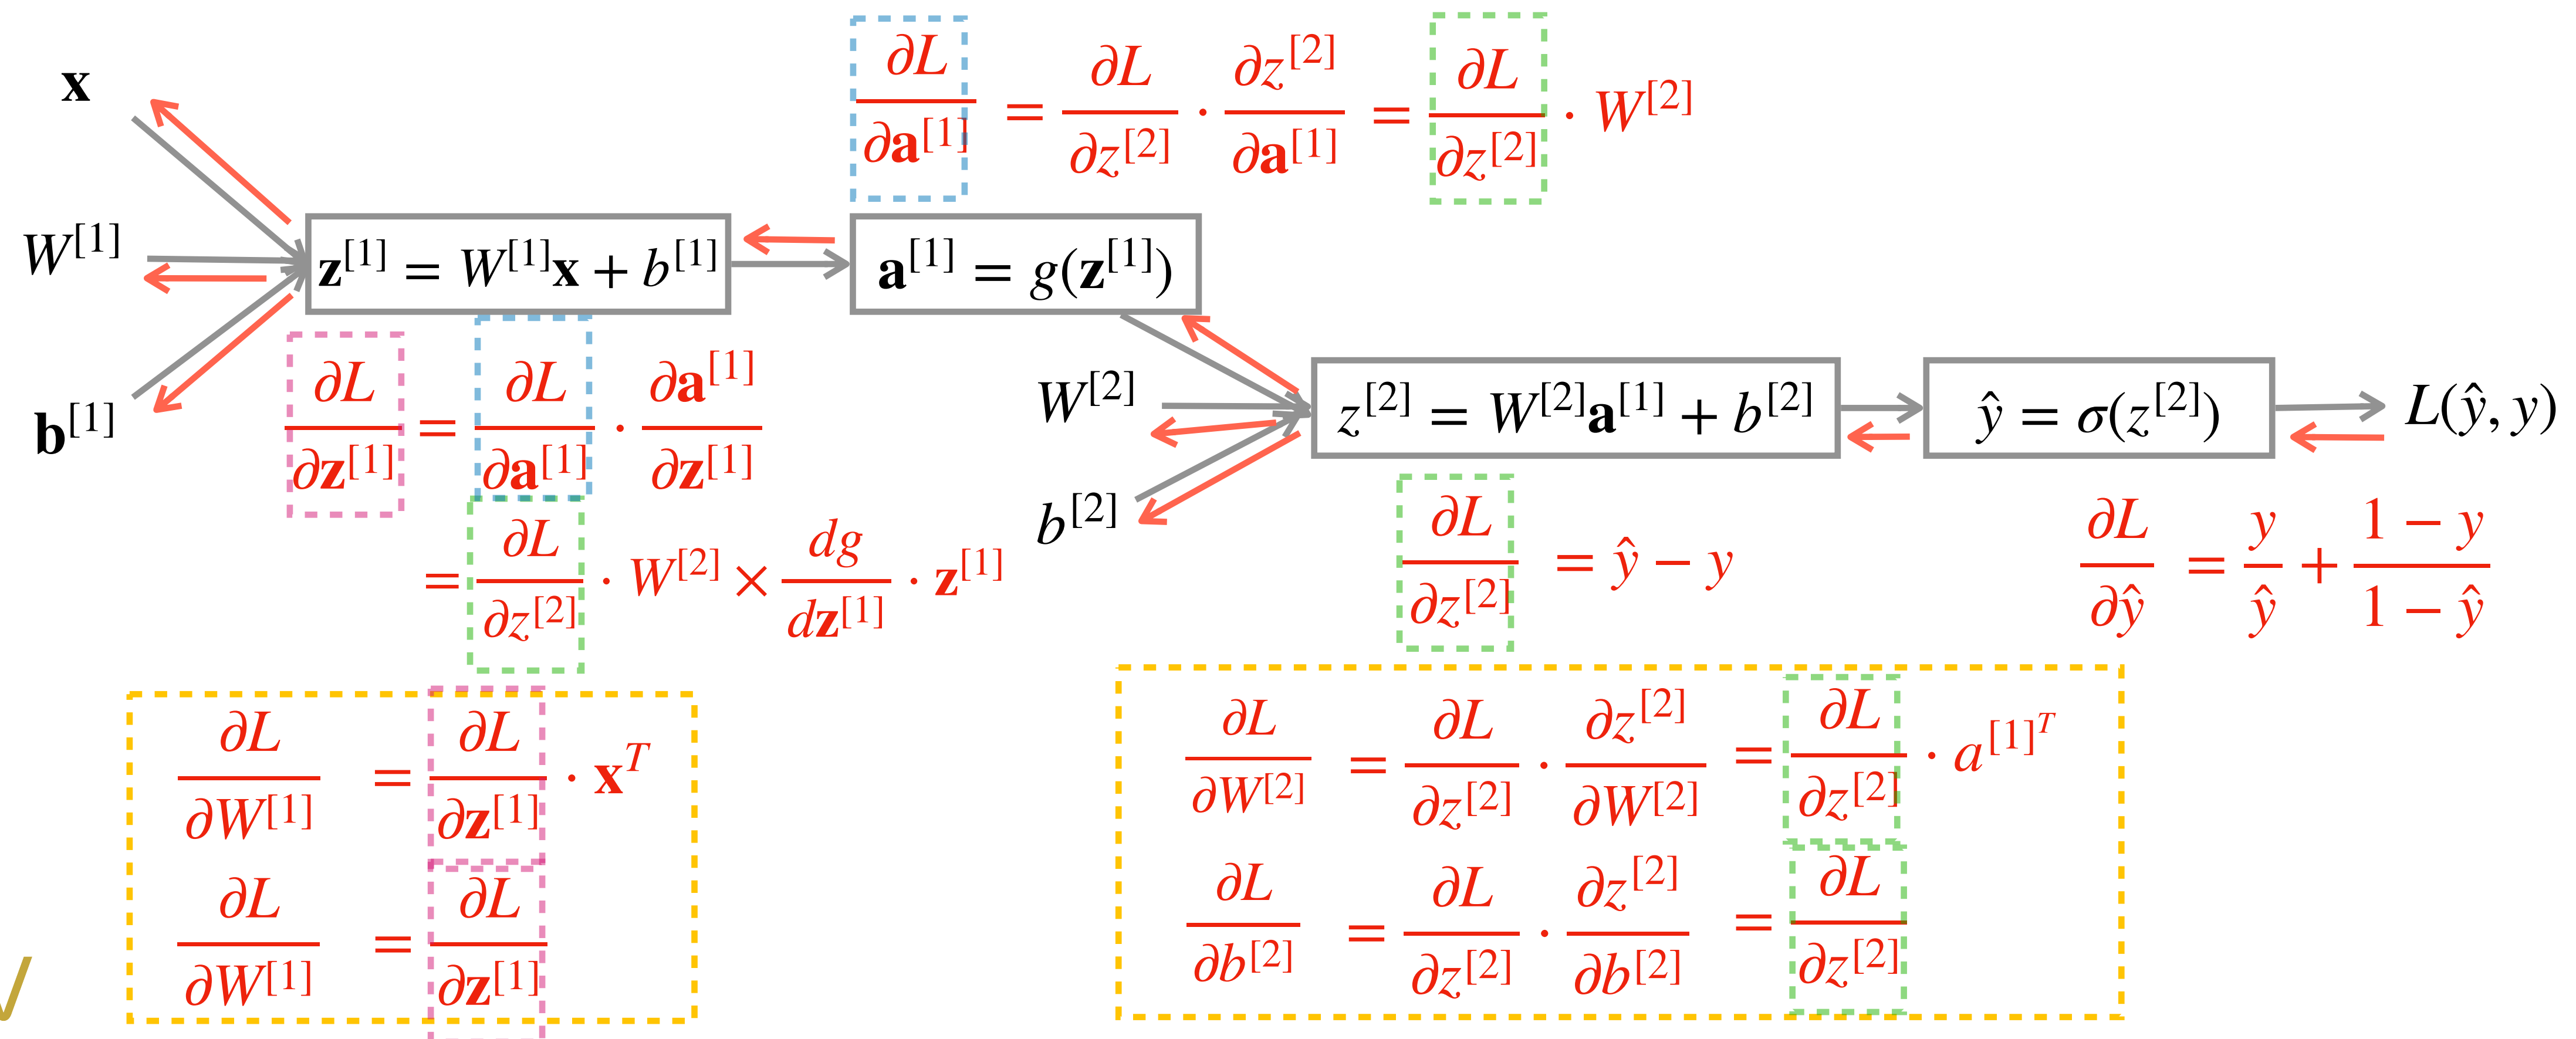 ∂L/∂𝐚^[1] = ∂L/∂z^[2] · ∂z^[2]/∂𝐚^[1] = ∂L/∂z^[2] · W^[2]
𝐱
W^[1]
𝐛^[1]
𝐳^[1] = W^[1]𝐱 + b^[1]
𝐚^[1] = g(𝐳^[1])
∂L/∂𝐳^[1] = ∂L/∂𝐚^[1] · ∂𝐚^[1]/∂𝐳^[1]
= ∂L/∂z^[2] · W^[2] × dg/d𝐳^[1] · 𝐳^[1]
W^[2]
b^[2]
z^[2] = W^[2]𝐚^[1] + b^[2]
ŷ = σ(z^[2])
L(ŷ, y)
∂L/∂z^[2] = ŷ − y
∂L/∂ŷ = y/ŷ + (1 − y)/(1 − ŷ)
∂L/∂W^[1] = ∂L/∂𝐳^[1] · 𝐱^T
∂L/∂W^[1] = ∂L/∂𝐳^[1]
∂L/∂W^[2] = ∂L/∂z^[2] · ∂z^[2]/∂W^[2] = ∂L/∂z^[2] · a^[1]^T
∂L/∂b^[2] = ∂L/∂z^[2] · ∂z^[2]/∂b^[2] = ∂L/∂z^[2]